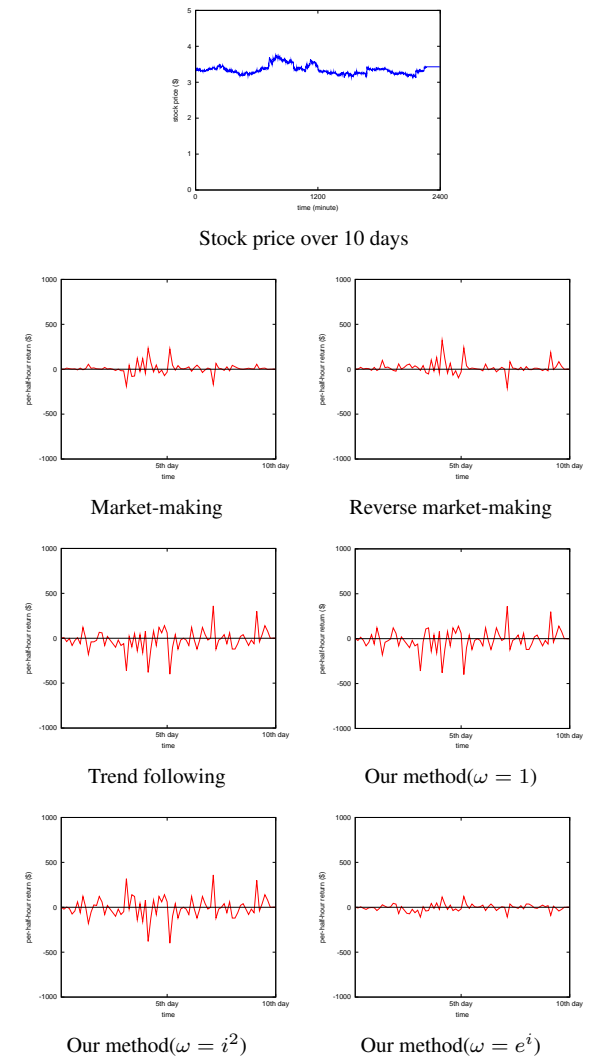 5
4
3
2
1
0
stock price ($)
0 1200 2400
time (minute)
Stock price over 10 days
1000
500
0
-500
-1000
per-half-hour return ($)
5th day 10th day
time
Market-making
1000
500
0
-500
-1000
per-half-hour return ($)
5th day 10th day
time
Reverse market-making
1000
500
0
-500
-1000
per-half-hour return ($)
5th day 10th day
time
Trend following
1000
500
0
-500
-1000
per-half-hour return ($)
5th day 10th day
time
Our method(ω = 1)
1000
500
0
-500
-1000
per-half-hour return ($)
5th day 10th day
time
Our method(ω = i²)
1000
500
0
-500
-1000
per-half-hour return ($)
5th day 10th day
time
Our method(ω = eⁱ)